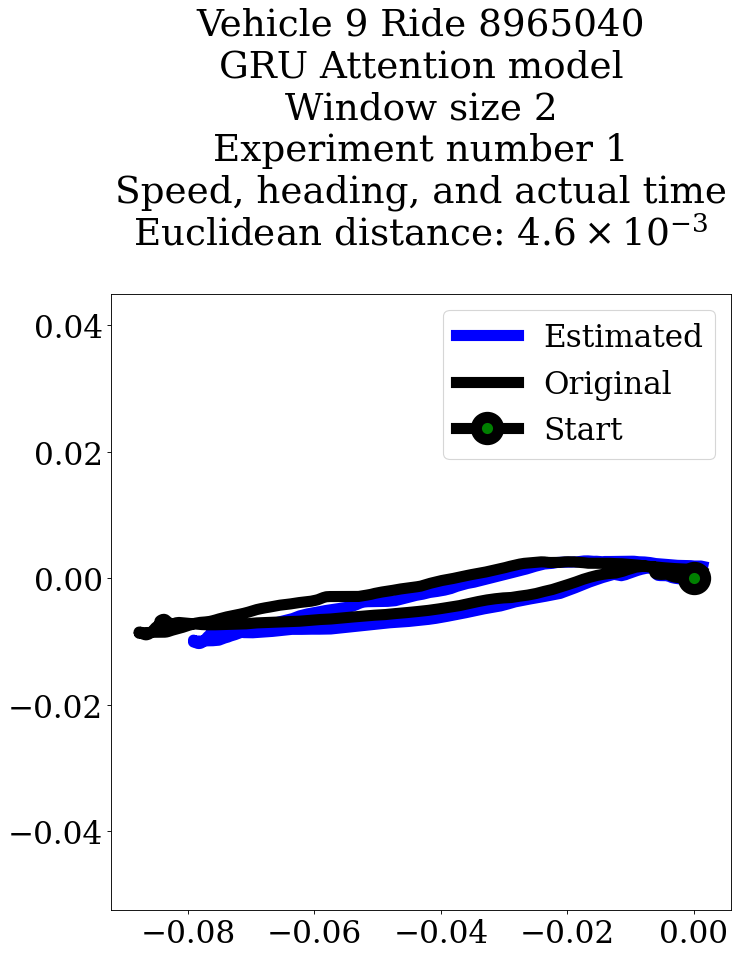 Vehicle 9 Ride 8965040
GRU Attention model
Window size 2
Experiment number 1
Speed, heading, and actual time
Euclidean distance: 4.6 × 10⁻³
Estimated
Original
Start
0.04
0.02
0.00
−0.02
−0.04
−0.08
−0.06
−0.04
−0.02
0.00